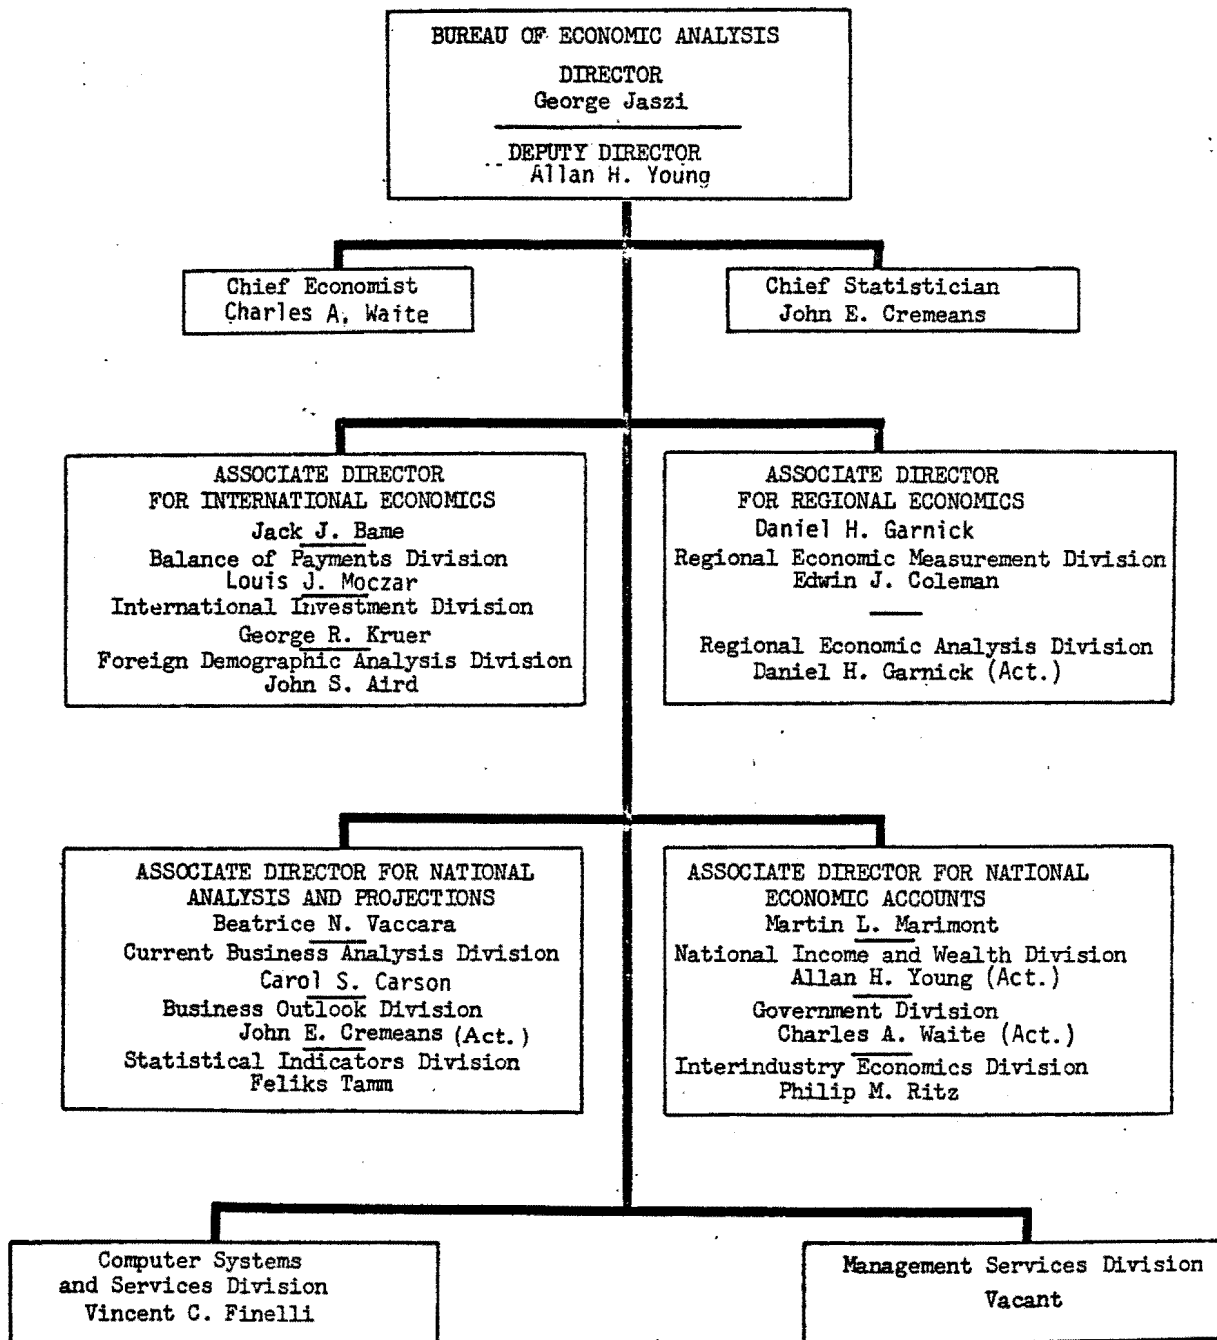 BUREAU OF ECONOMIC ANALYSIS
DIRECTOR
George Jaszi
DEPUTY DIRECTOR
Allan H. Young
Chief Economist
Charles A. Waite
Chief Statistician
John E. Cremeans
ASSOCIATE DIRECTOR
FOR INTERNATIONAL ECONOMICS
Jack J. Bame
Balance of Payments Division
Louis J. Moczar
International Investment Division
George R. Kruer
Foreign Demographic Analysis Division
John S. Aird
ASSOCIATE DIRECTOR
FOR REGIONAL ECONOMICS
Daniel H. Garnick
Regional Economic Measurement Division
Edwin J. Coleman
Regional Economic Analysis Division
Daniel H. Garnick (Act.)
ASSOCIATE DIRECTOR FOR NATIONAL
ANALYSIS AND PROJECTIONS
Beatrice N. Vaccara
Current Business Analysis Division
Carol S. Carson
Business Outlook Division
John E. Cremeans (Act.)
Statistical Indicators Division
Feliks Tamm
ASSOCIATE DIRECTOR FOR NATIONAL
ECONOMIC ACCOUNTS
Martin L. Marimont
National Income and Wealth Division
Allan H. Young (Act.)
Government Division
Charles A. Waite (Act.)
Interindustry Economics Division
Philip M. Ritz
Computer Systems
and Services Division
Vincent C. Finelli
Management Services Division
Vacant